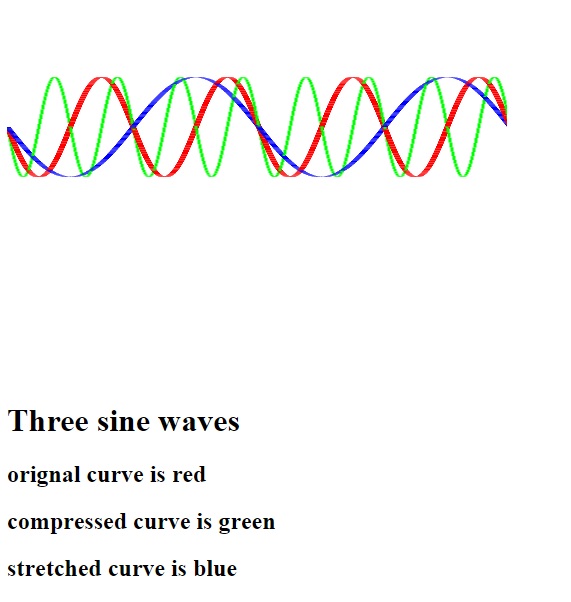 Three sine waves
orignal curve is red
compressed curve is green
stretched curve is blue